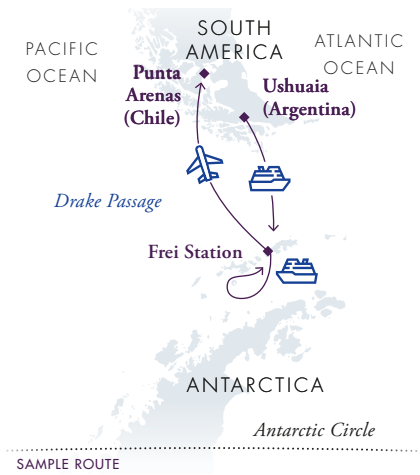 SOUTH
AMERICA
PACIFIC
OCEAN
ATLANTIC
OCEAN
Punta
Arenas
(Chile)
Ushuaia
(Argentina)
Drake Passage
Frei Station
ANTARCTICA
Antarctic Circle
SAMPLE ROUTE